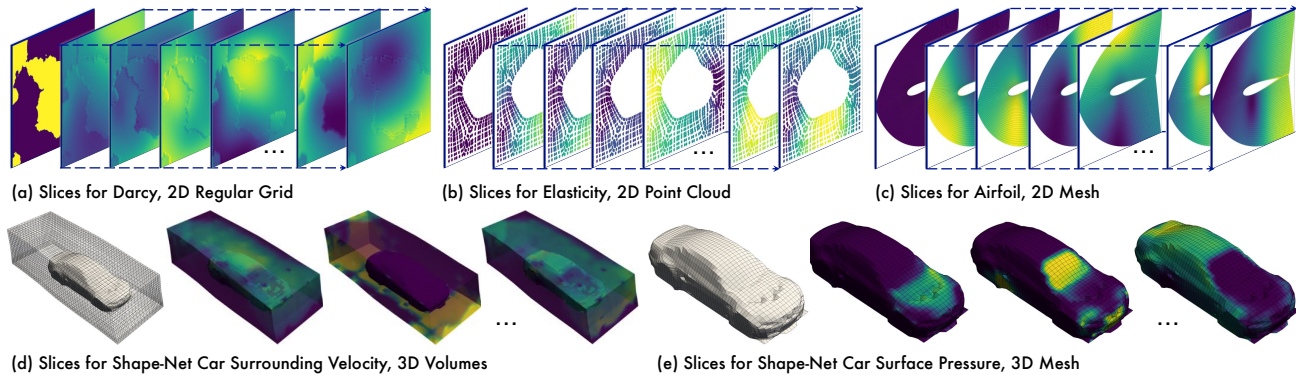 ...
...
...
(a) Slices for Darcy, 2D Regular Grid
(b) Slices for Elasticity, 2D Point Cloud
(c) Slices for Airfoil, 2D Mesh
...
...
(d) Slices for Shape-Net Car Surrounding Velocity, 3D Volumes
(e) Slices for Shape-Net Car Surface Pressure, 3D Mesh